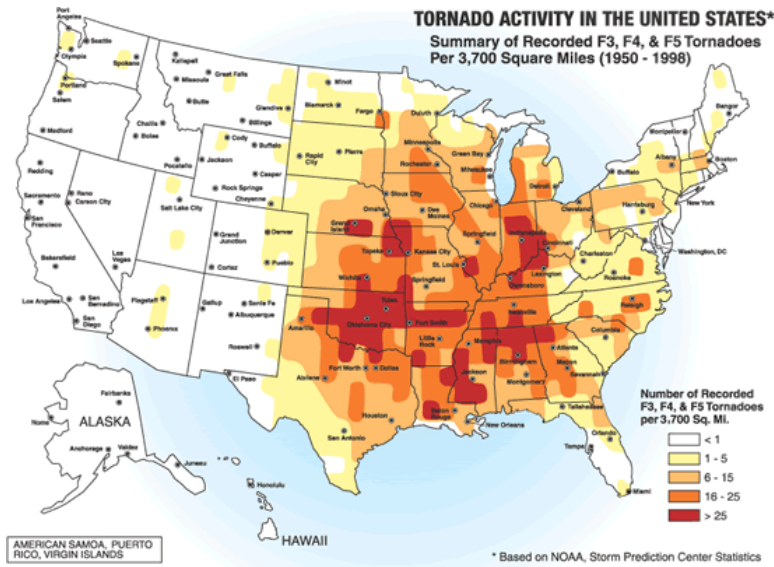 TORNADO ACTIVITY IN THE UNITED STATES*
Summary of Recorded F3, F4, & F5 Tornadoes
Per 3,700 Square Miles (1950 - 1998)
Port
Angeles
Seattle
Olympia
Spokane
Portland
Salem
Medford
Kalispell
Great Falls
Missoula
Butte
Glendive
Billings
Challis
Boise
Pocatello
Cody
Buffalo
Jackson
Casper
Rock Springs
Cheyenne
Minot
Bismarck
Fargo
Duluth
Rapid
City
Pierre
Minneapolis
Rochester
Green Bay
Milwaukee
Sioux City
Redding
Reno
Carson City
Sacramento
San
Francisco
Salt Lake City
Grand
Junction
Cortez
Denver
Pueblo
Omaha
Grand
Island
Des
Moines
Chicago
Detroit
Cleveland
Buffalo
Albany
Montpelier
Bangor
Boston
New York
Harrisburg
Washington, DC
Bakersfield
Las
Vegas
Los Angeles
San
Bernadino
San
Diego
Flagstaff
Phoenix
Gallup
Santa Fe
Albuquerque
Roswell
El Paso
Topeka
Kansas City
Springfield
St. Louis
Indianapolis
Cincinnati
Lexington
Owensboro
Charleston
Roanoke
Raleigh
Wichita
Springfield
Tulsa
Oklahoma City
Fort Smith
Amarillo
Little
Rock
Memphis
Nashville
Columbia
Atlanta
Macon
Savannah
Birmingham
Montgomery
Jackson
Abilene
Fort Worth
Dallas
Houston
San Antonio
Baton
Rouge
New Orleans
Tallahassee
Orlando
Tampa
Miami
Fairbanks
Nome
ALASKA
Anchorage
Valdez
Juneau
Honolulu
HAWAII
Number of Recorded
F3, F4, & F5 Tornadoes
per 3,700 Sq. Mi.
< 1
1 - 5
6 - 15
16 - 25
> 25
AMERICAN SAMOA, PUERTO
RICO, VIRGIN ISLANDS
* Based on NOAA, Storm Prediction Center Statistics